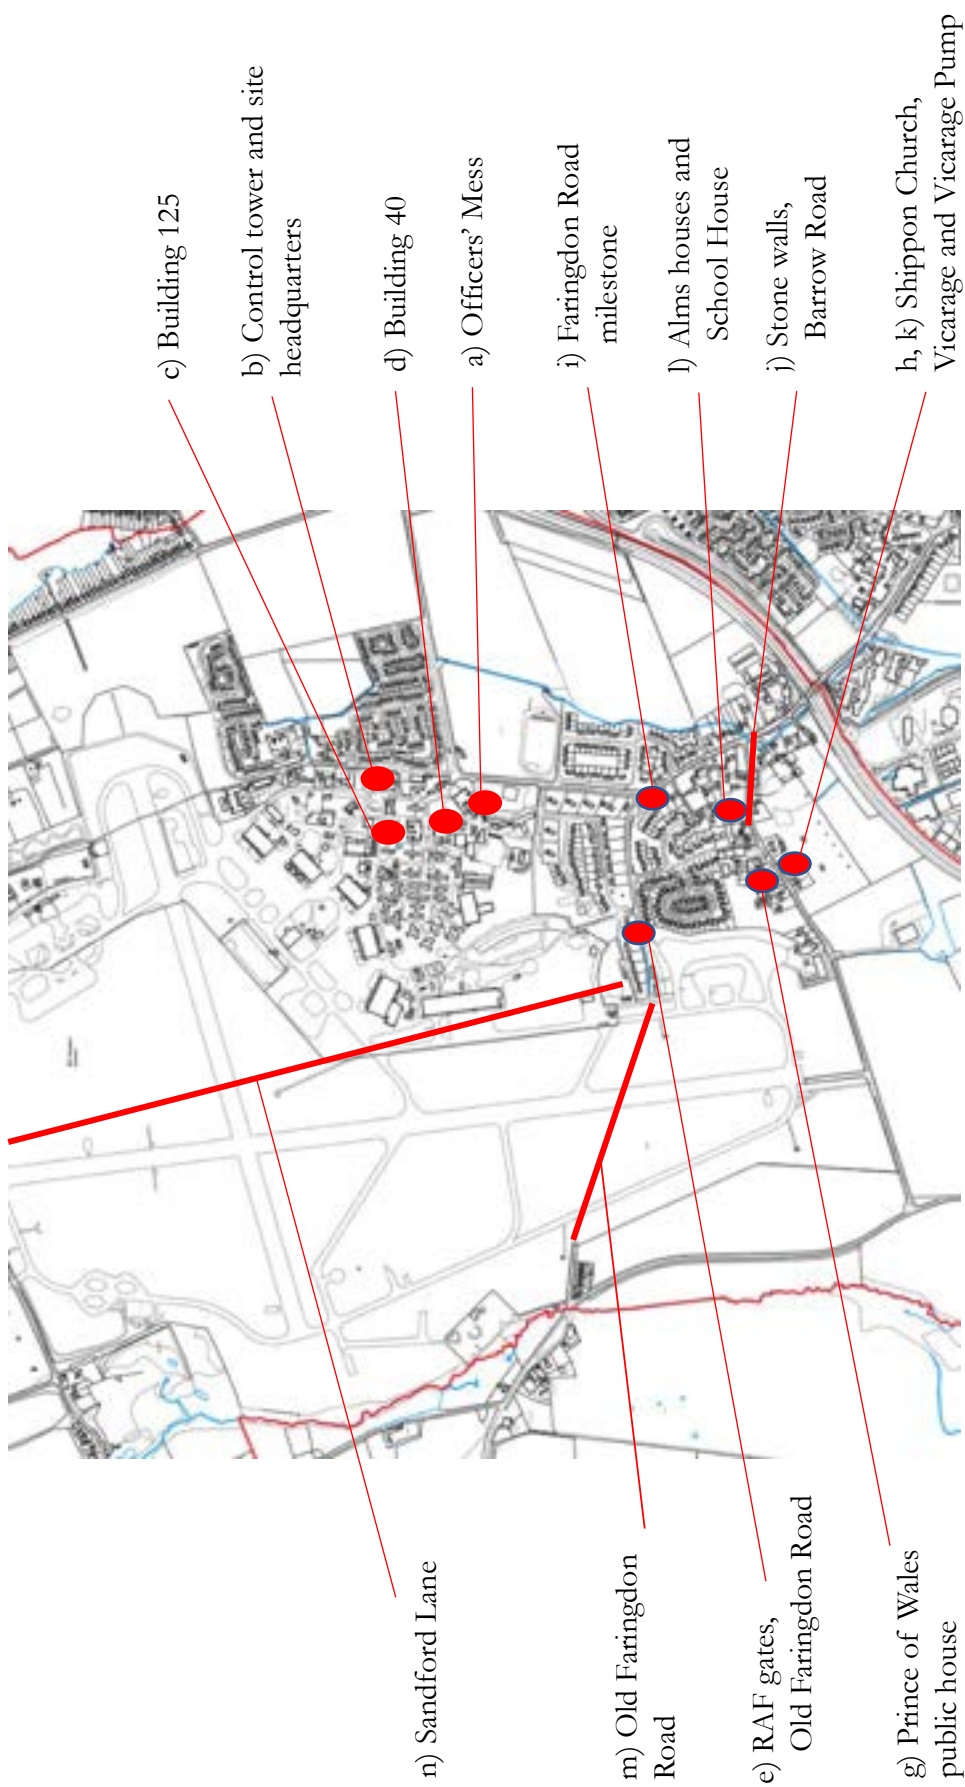 c) Building 125
b) Control tower and site
headquarters
d) Building 40
a) Officers’ Mess
i) Faringdon Road
milestone
l) Alms houses and
School House
j) Stone walls,
Barrow Road
h, k) Shippon Church,
Vicarage and Vicarage Pump
n) Sandford Lane
m) Old Faringdon
Road
e) RAF gates,
Old Faringdon Road
g) Prince of Wales
public house